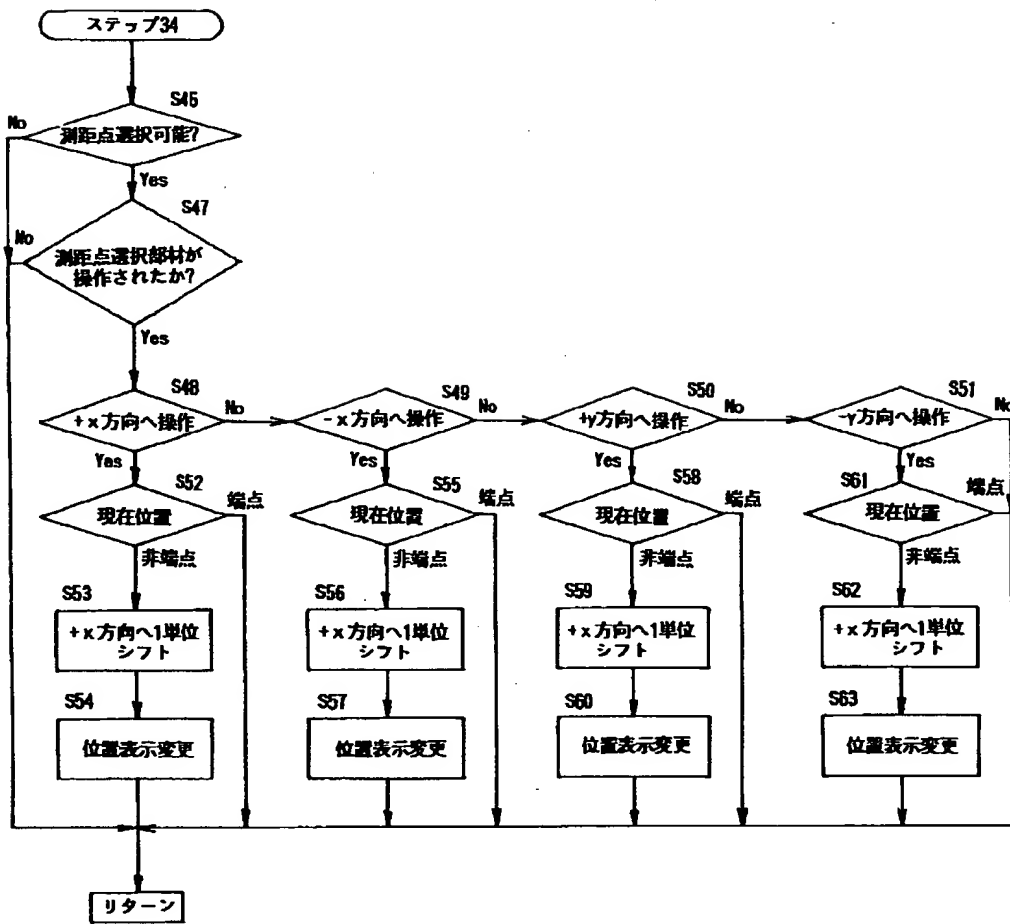 ステップ34
S45
No
測距点選択可能?
Yes
S47
No
測距点選択部材が
操作されたか?
Yes
S48
+x方向へ操作
No
S49
-x方向へ操作
No
S50
+y方向へ操作
No
S51
-y方向へ操作
No
Yes
Yes
Yes
Yes
S52
端点
現在位置
S55
端点
現在位置
S58
端点
現在位置
S61
端点
現在位置
非端点
非端点
非端点
非端点
S53
+x方向へ1単位
シフト
S56
+x方向へ1単位
シフト
S59
+x方向へ1単位
シフト
S62
+x方向へ1単位
シフト
S54
位置表示変更
S57
位置表示変更
S60
位置表示変更
S63
位置表示変更
リターン